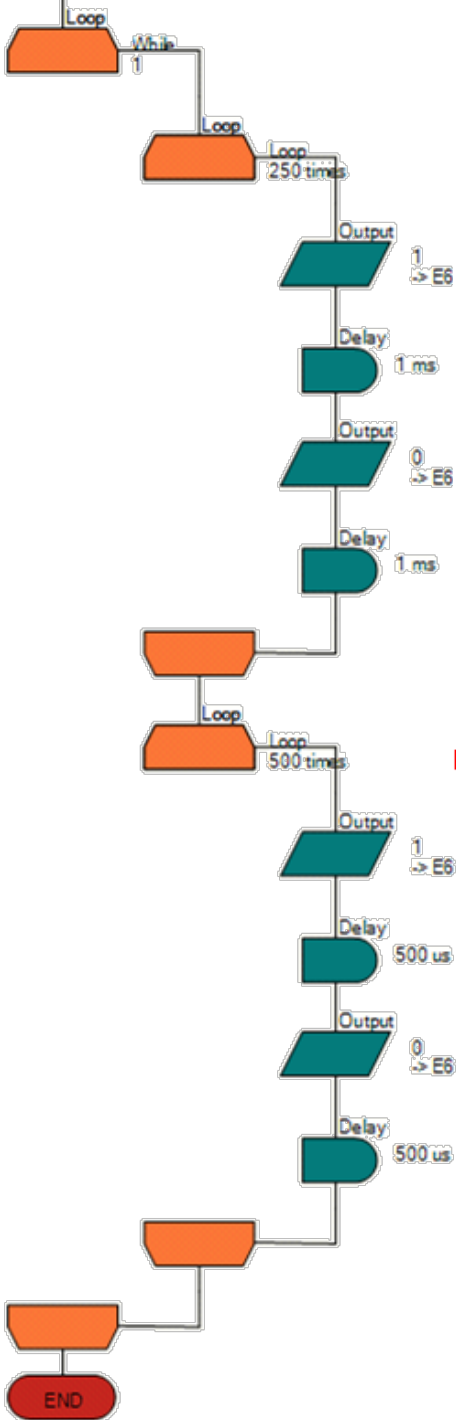 Loop
While
1
Loop
Loop
250 times
Output
1
-> E6
Delay
1 ms
Output
0
-> E6
Delay
1 ms
Loop
Loop
500 times
Output
1
-> E6
Delay
500 us
Output
0
-> E6
Delay
500 us
END